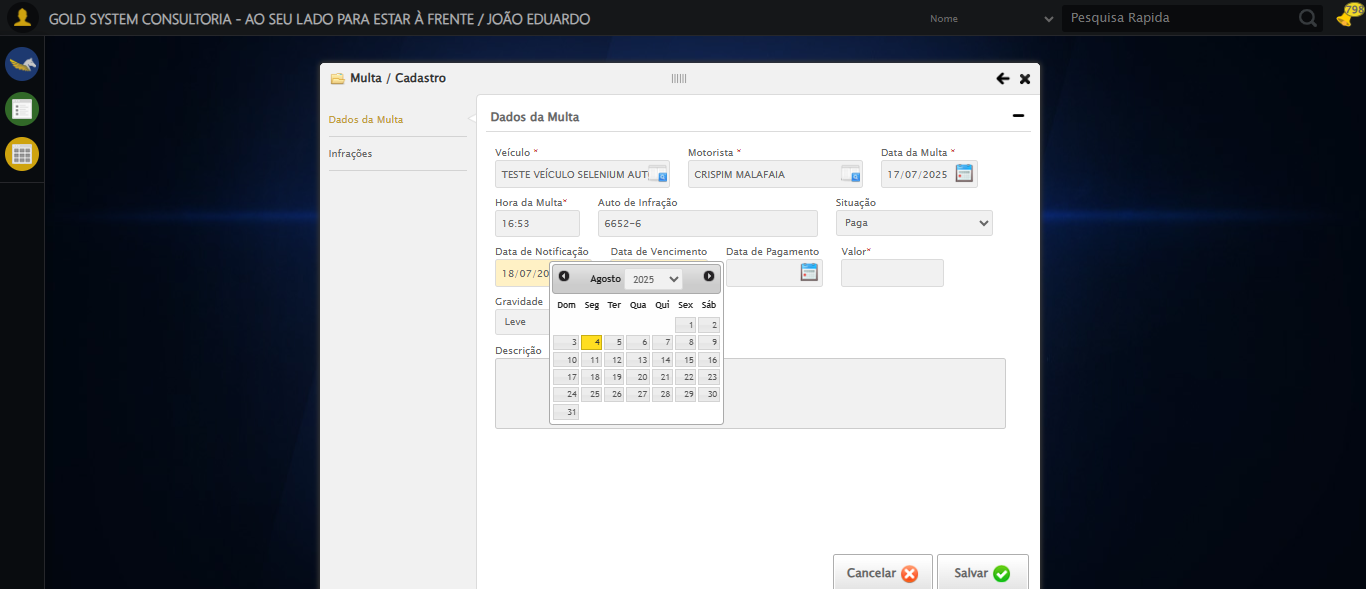 GOLD SYSTEM CONSULTORIA - AO SEU LADO PARA ESTAR À FRENTE / JOÃO EDUARDO
Nome
Pesquisa Rapida
798
Multa / Cadastro
Dados da Multa
Infrações
Dados da Multa
Veículo *
Motorista *
Data da Multa *
TESTE VEÍCULO SELENIUM AUT
CRISPIM MALAFAIA
17/07/2025
Hora da Multa*
Auto de Infração
Situação
16:53
6652-6
Paga
Data de Notificação
Data de Vencimento
Data de Pagamento
Valor*
18/07/20
Agosto
2025
Dom Seg Ter Qua Qui Sex Sáb
1 2
3 4 5 6 7 8 9
10 11 12 13 14 15 16
17 18 19 20 21 22 23
24 25 26 27 28 29 30
31
Gravidade
Leve
Descrição
Cancelar
Salvar